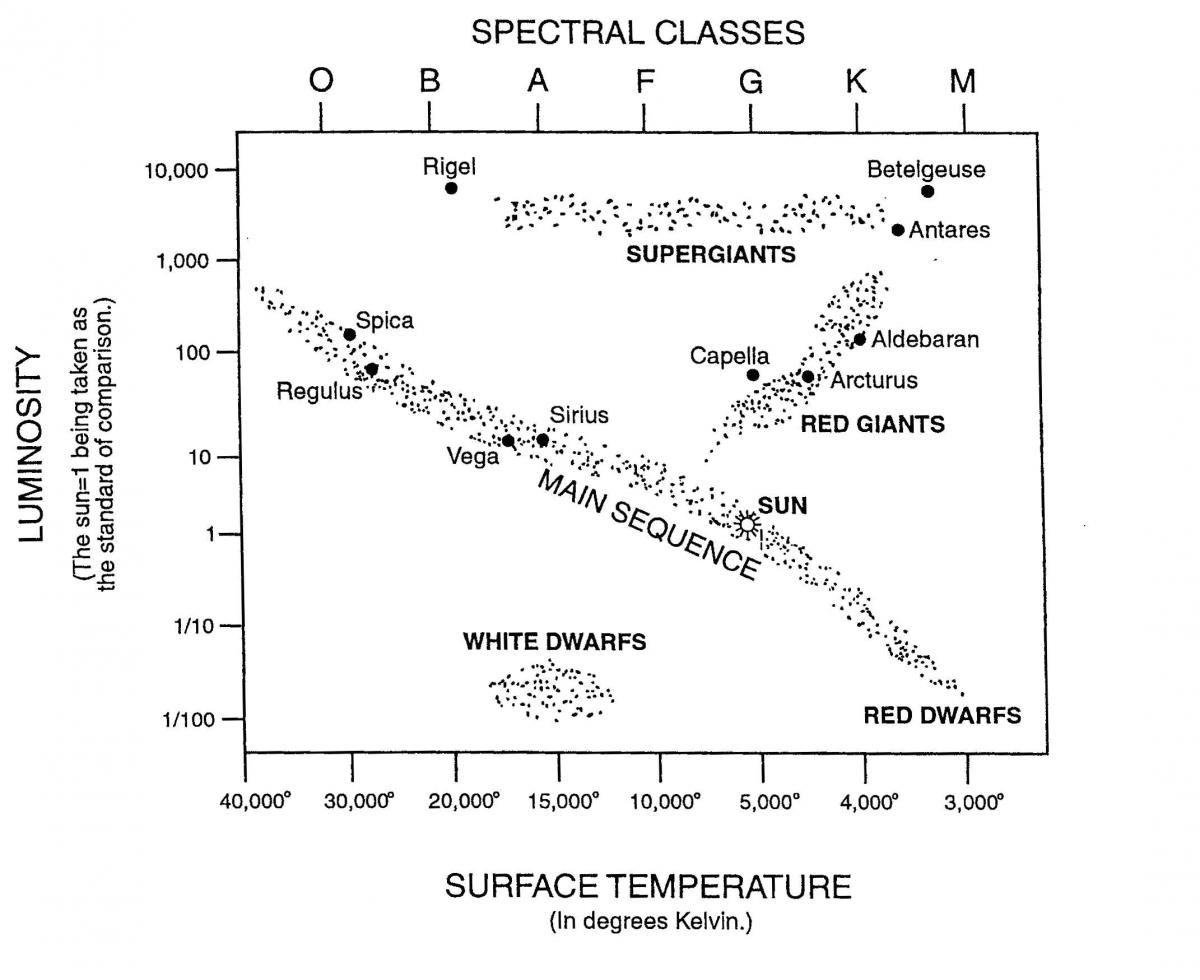 SPECTRAL CLASSES
O B A F G K M
10,000
Rigel
Betelgeuse
Antares
SUPERGIANTS
1,000
Spica
100
Regulus
Capella
Aldebaran
Arcturus
RED GIANTS
Sirius
Vega
10
MAIN SEQUENCE
SUN
1
1/10
WHITE DWARFS
1/100
RED DWARFS
LUMINOSITY
(The sun=1 being taken as
the standard of comparison.)
40,000° 30,000° 20,000° 15,000° 10,000° 5,000° 4,000° 3,000°
SURFACE TEMPERATURE
(In degrees Kelvin.)